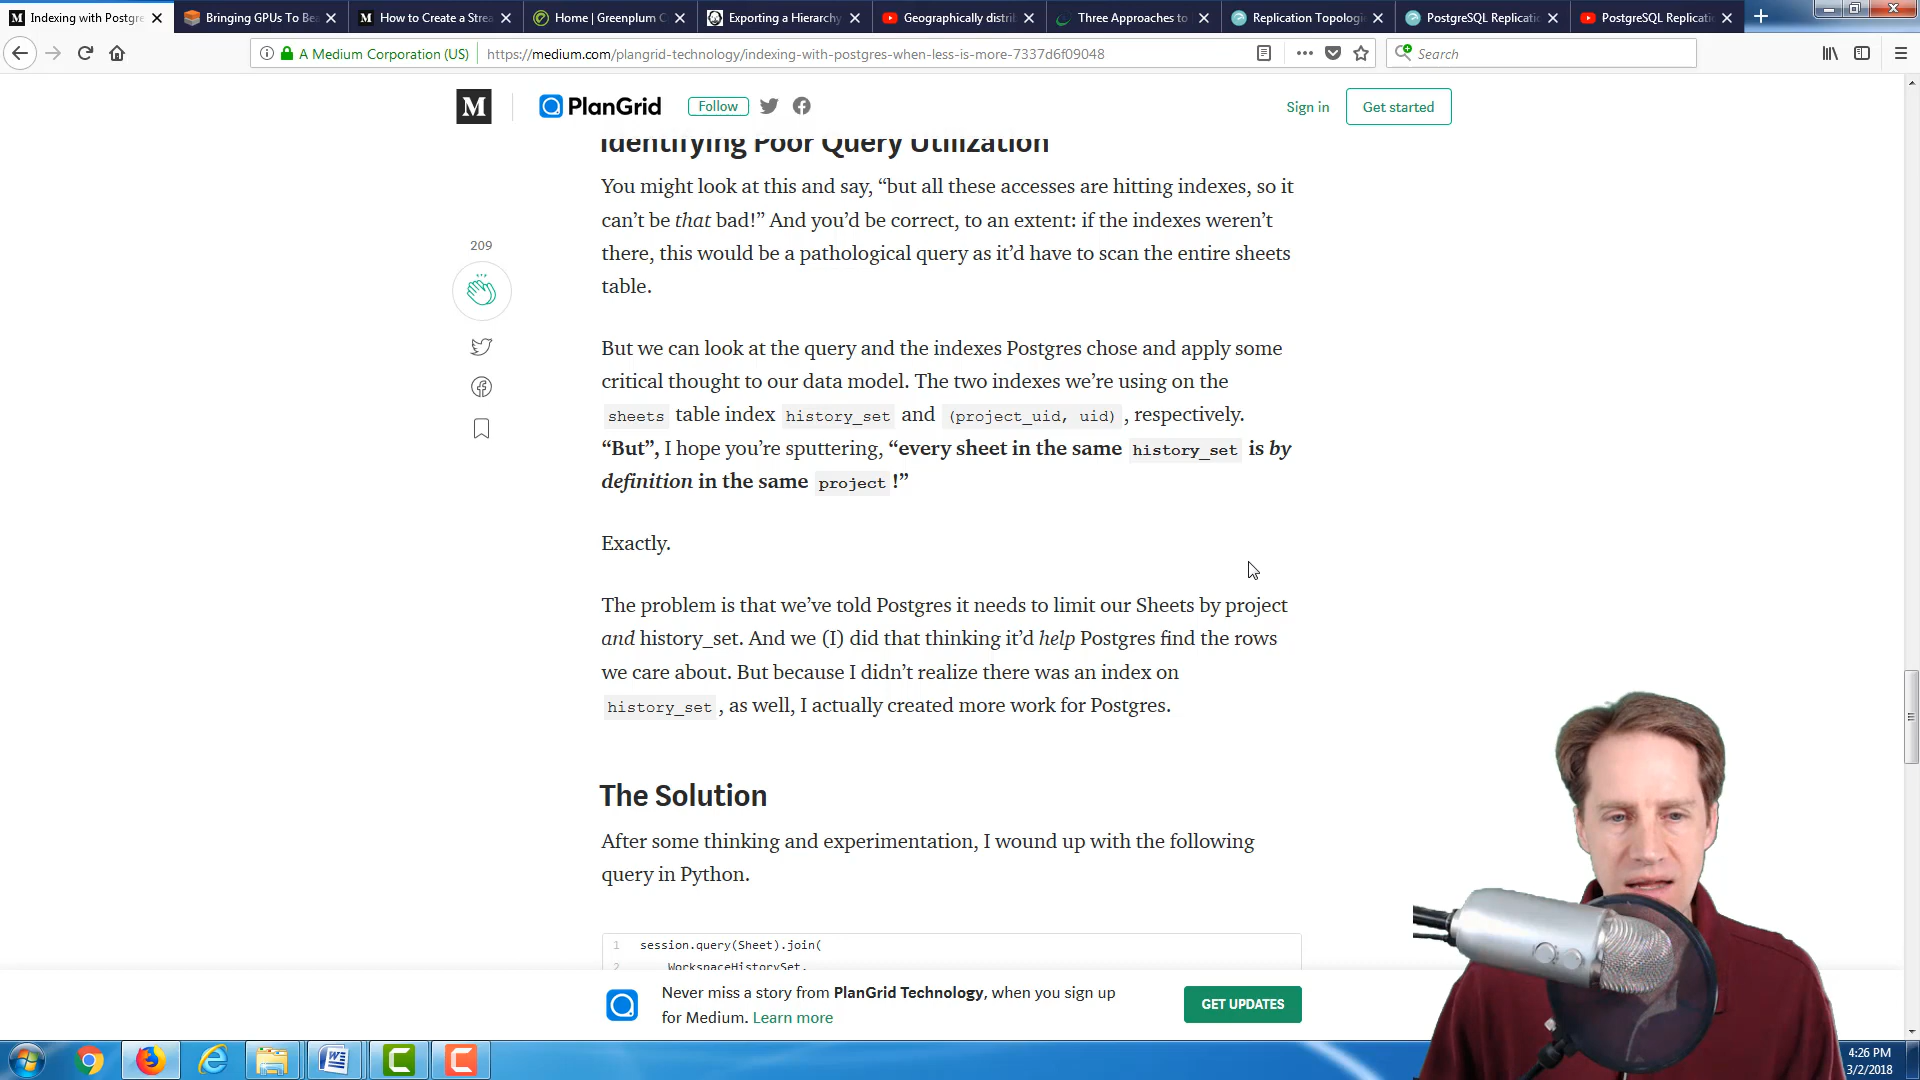 Indexing with Postgre
Bringing GPUs To Be
How to Create a Strea
Home | Greenplum
Exporting a Hierarchy
Geographically distri
Three Approaches to
Replication Topologi
PostgreSQL Replicati
PostgreSQL Replicati
A Medium Corporation (US)
https://medium.com/plangrid-technology/indexing-with-postgres-when-less-is-more-7337d6f09048
Search
M
PlanGrid
Follow
Sign in
Get started
Identifying Poor Query Utilization
You might look at this and say, “but all these accesses are hitting indexes, so it
can’t be that bad!” And you’d be correct, to an extent: if the indexes weren’t
there, this would be a pathological query as it’d have to scan the entire sheets
table.
209
But we can look at the query and the indexes Postgres chose and apply some
critical thought to our data model. The two indexes we’re using on the
sheets table index history_set and (project_uid, uid) , respectively.
“But”, I hope you’re sputtering, “every sheet in the same history_set is by
definition in the same project !”
Exactly.
The problem is that we’ve told Postgres it needs to limit our Sheets by project
and history_set. And we (I) did that thinking it’d help Postgres find the rows
we care about. But because I didn’t realize there was an index on
history_set , as well, I actually created more work for Postgres.
The Solution
After some thinking and experimentation, I wound up with the following
query in Python.
1 session.query(Sheet).join(
2 WorkspaceHistorySet,
Never miss a story from PlanGrid Technology, when you sign up
for Medium. Learn more
GET UPDATES
4:26 PM
3/2/2018